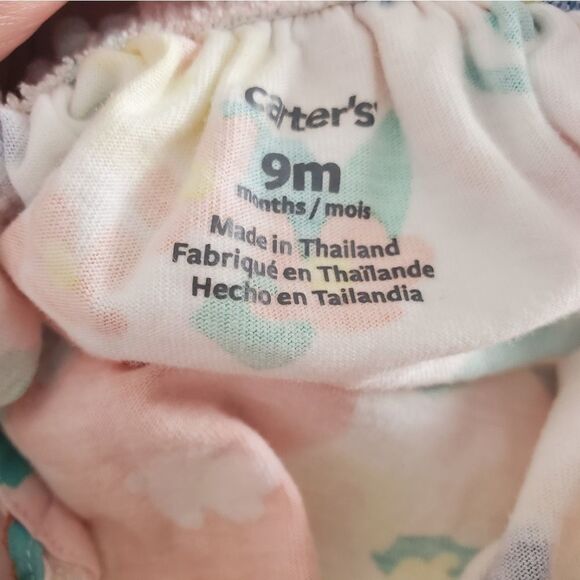 carter's
9m
months / mois
Made in Thailand
Fabriqué en Thaïlande
Hecho en Tailandia